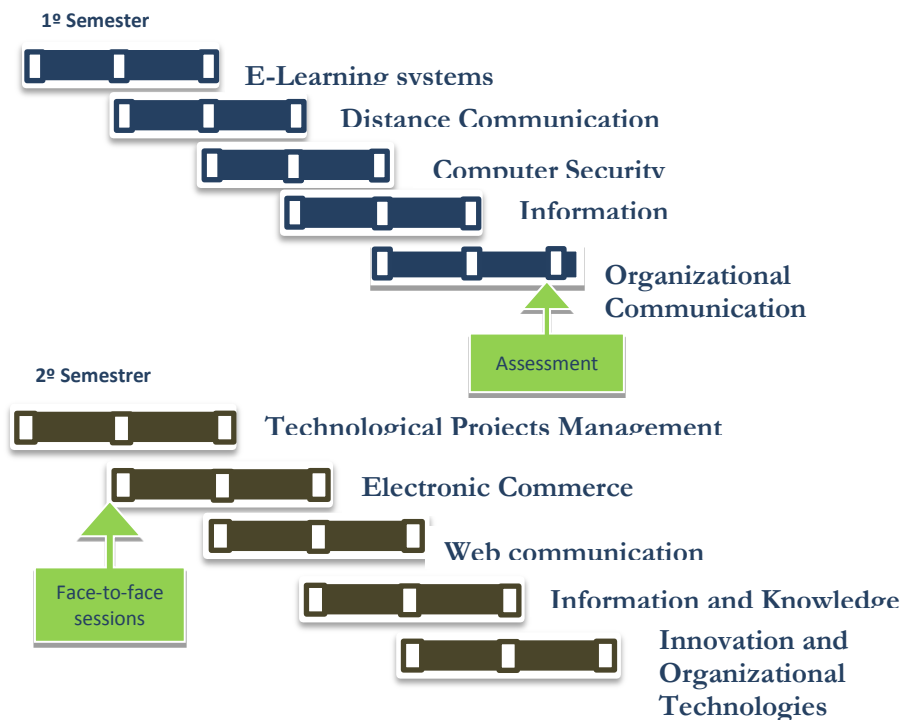 1º Semester
E-Learning systems
Distance Communication
Computer Security
Information
Organizational
Communication
Assessment
2º Semestrer
Technological Projects Management
Electronic Commerce
Web communication
Face-to-face
sessions
Information and Knowledge
Innovation and
Organizational
Technologies